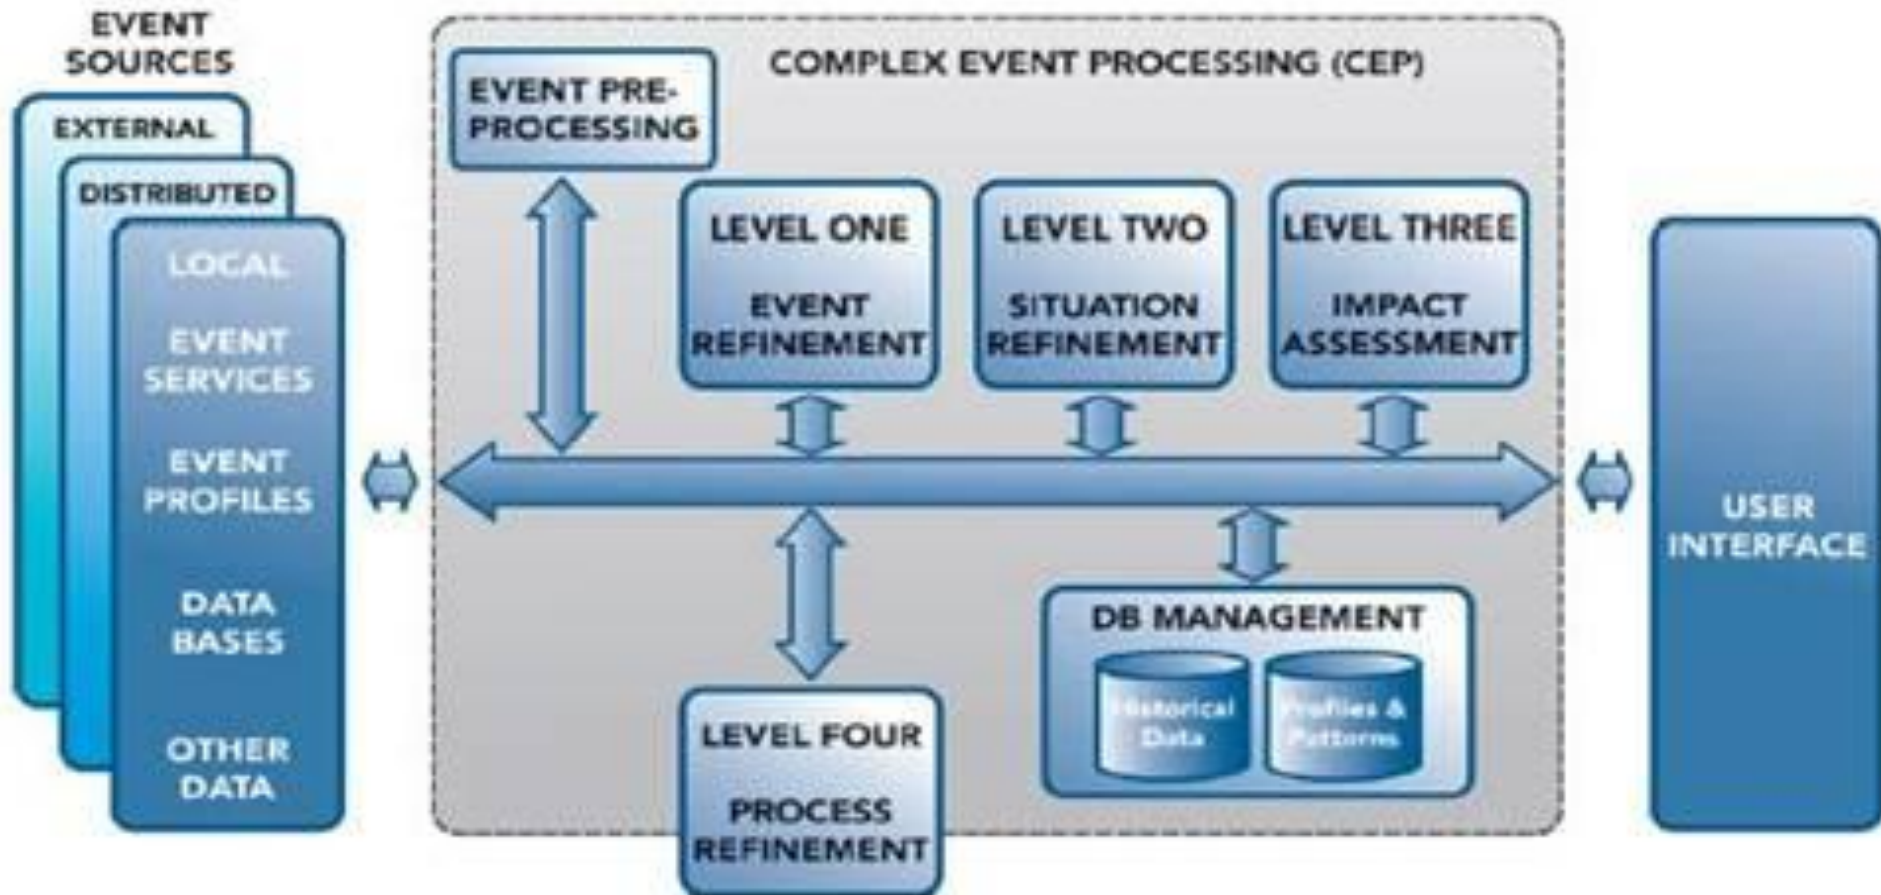 EVENT
SOURCES
EXTERNAL
DISTRIBUTED
LOCAL
EVENT
SERVICES
EVENT
PROFILES
DATA
BASES
OTHER
DATA
COMPLEX EVENT PROCESSING (CEP)
EVENT PRE-
PROCESSING
LEVEL ONE
EVENT
REFINEMENT
LEVEL TWO
SITUATION
REFINEMENT
LEVEL THREE
IMPACT
ASSESSMENT
LEVEL FOUR
PROCESS
REFINEMENT
DB MANAGEMENT
Historical
Data
Profiles &
Patterns
USER
INTERFACE